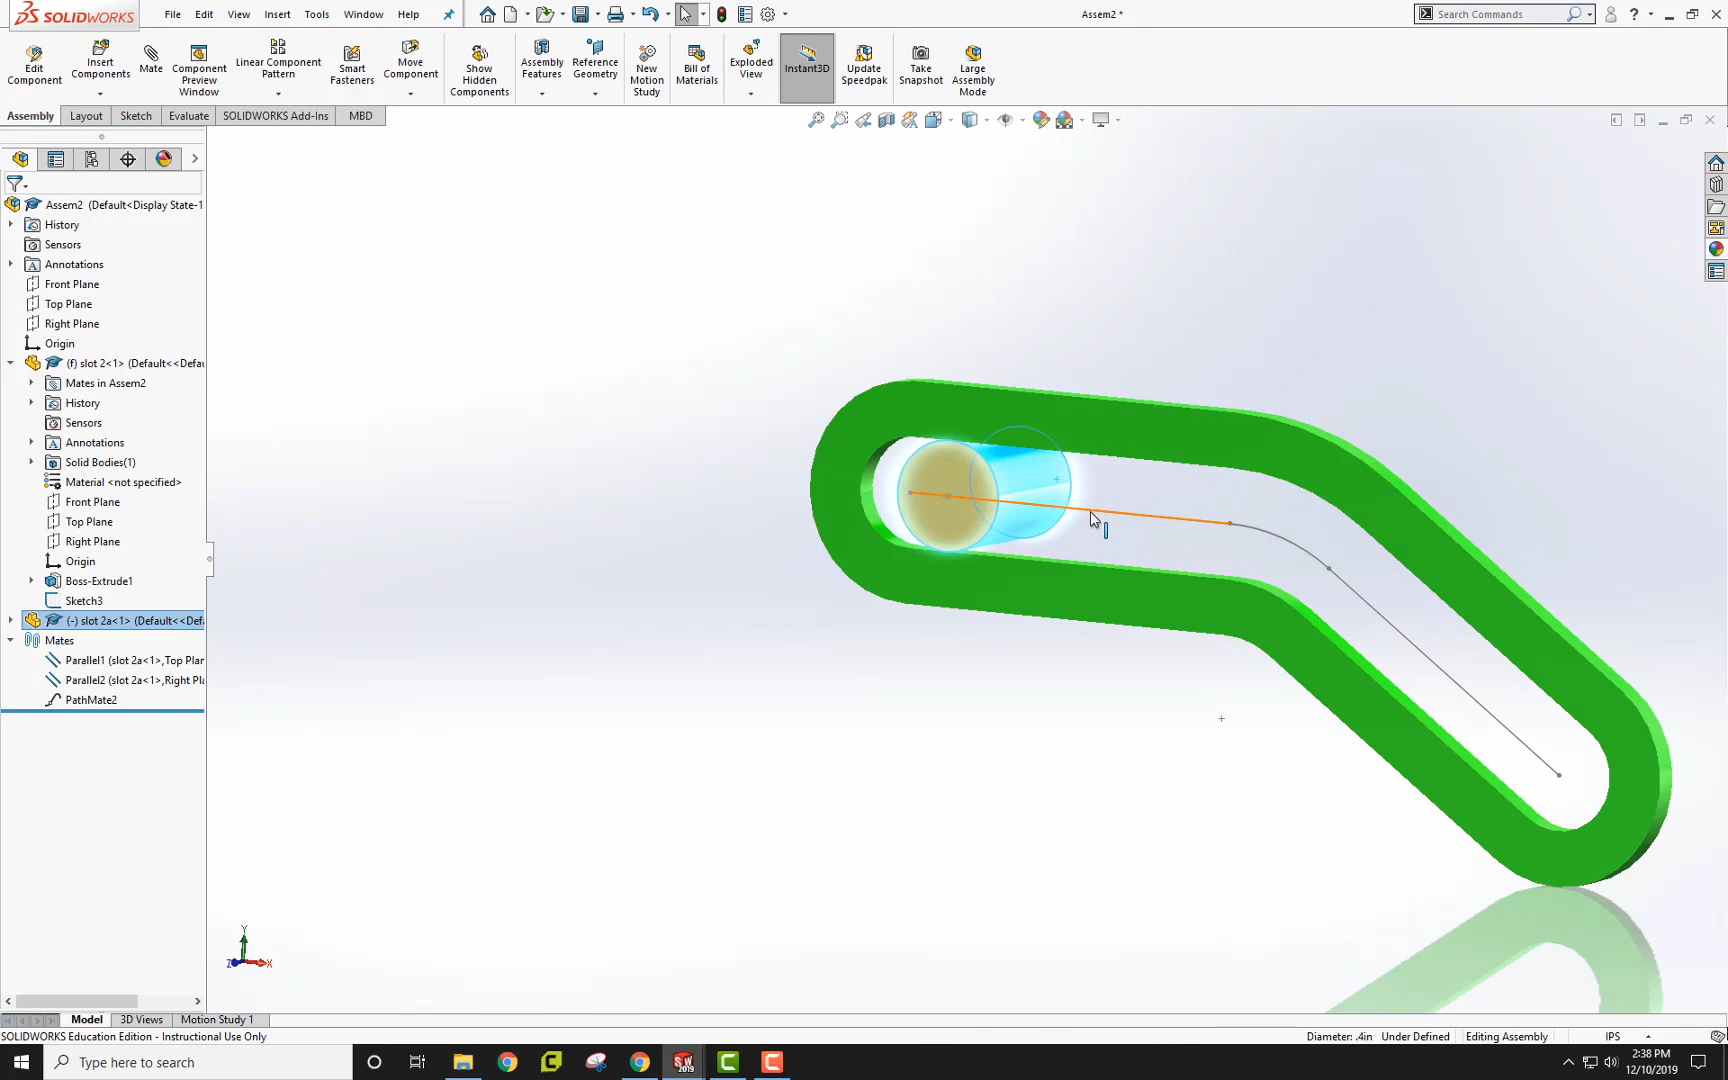 SOLIDWORKS
File
Edit
View
Insert
Tools
Window
Help
Assem2 *
Search Commands
Edit Component
Insert Components
Mate
Component Preview Window
Linear Component Pattern
Smart Fasteners
Move Component
Show Hidden Components
Assembly Features
Reference Geometry
New Motion Study
Bill of Materials
Exploded View
Instant3D
Update Speedpak
Take Snapshot
Large Assembly Mode
Assembly
Layout
Sketch
Evaluate
SOLIDWORKS Add-Ins
MBD
Assem2 (Default<Display State-1
History
Sensors
Annotations
Front Plane
Top Plane
Right Plane
Origin
(f) slot 2<1> (Default<<Defau
Mates in Assem2
History
Sensors
Annotations
Solid Bodies(1)
Material <not specified>
Front Plane
Top Plane
Right Plane
Origin
Boss-Extrude1
Sketch3
(-) slot 2a<1> (Default<<Def
Mates
Parallel1 (slot 2a<1>,Top Plan
Parallel2 (slot 2a<1>,Right Pla
PathMate2
Y
Z
X
Model
3D Views
Motion Study 1
SOLIDWORKS Education Edition - Instructional Use Only
Diameter: .4in
Under Defined
Editing Assembly
IPS
Type here to search
SW
2019
2:38 PM
12/10/2019